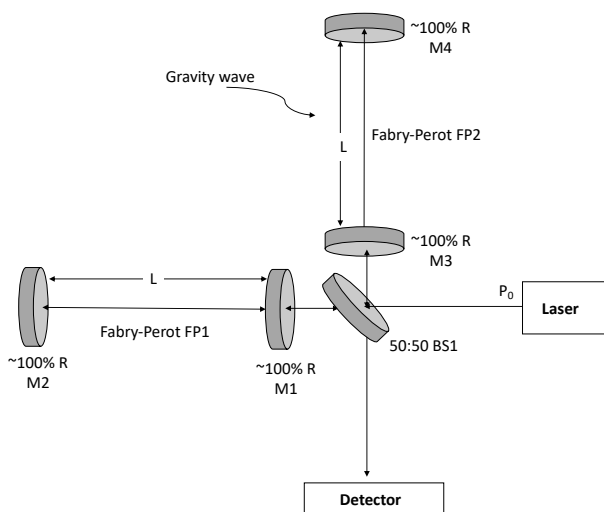 ~100% R
M4
Gravity wave
Fabry-Perot FP2
L
~100% R
M3
L
P0
Laser
Fabry-Perot FP1
50:50 BS1
~100% R
M2
~100% R
M1
Detector